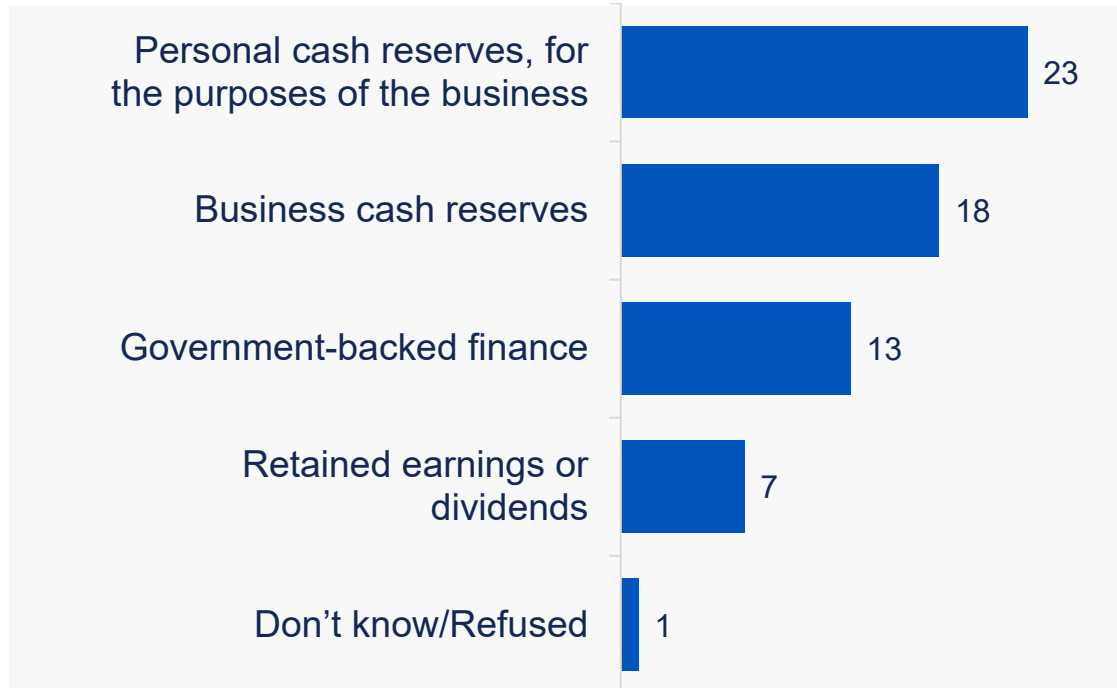 Personal cash reserves, for
the purposes of the business
23
Business cash reserves
18
Government-backed finance
13
Retained earnings or
dividends
7
Don’t know/Refused
1